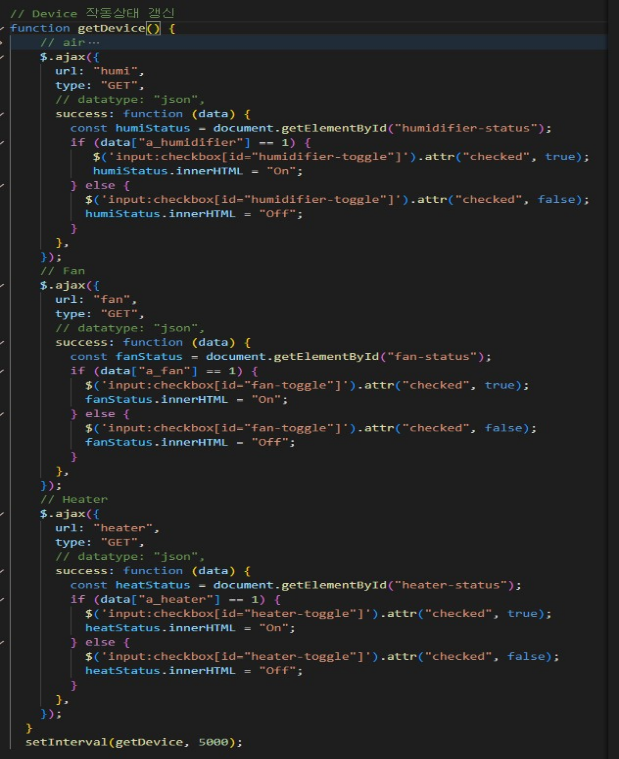 // Device 작동상태 갱신
function getDevice() {
// air…
$.ajax({
url: "humi",
type: "GET",
// datatype: "json",
success: function (data) {
const humiStatus = document.getElementById("humidifier-status");
if (data["a_humidifier"] == 1) {
$('input:checkbox[id="humidifier-toggle"]').attr("checked", true);
humiStatus.innerHTML = "On";
} else {
$('input:checkbox[id="humidifier-toggle"]').attr("checked", false);
humiStatus.innerHTML = "Off";
}
},
});
// Fan
$.ajax({
url: "fan",
type: "GET",
// datatype: "json",
success: function (data) {
const fanStatus = document.getElementById("fan-status");
if (data["a_fan"] == 1) {
$('input:checkbox[id="fan-toggle"]').attr("checked", true);
fanStatus.innerHTML = "On";
} else {
$('input:checkbox[id="fan-toggle"]').attr("checked", false);
fanStatus.innerHTML = "Off";
}
},
});
// Heater
$.ajax({
url: "heater",
type: "GET",
// datatype: "json",
success: function (data) {
const heatStatus = document.getElementById("heater-status");
if (data["a_heater"] == 1) {
$('input:checkbox[id="heater-toggle"]').attr("checked", true);
heatStatus.innerHTML = "On";
} else {
$('input:checkbox[id="heater-toggle"]').attr("checked", false);
heatStatus.innerHTML = "Off";
}
},
});
}
setInterval(getDevice, 5000);